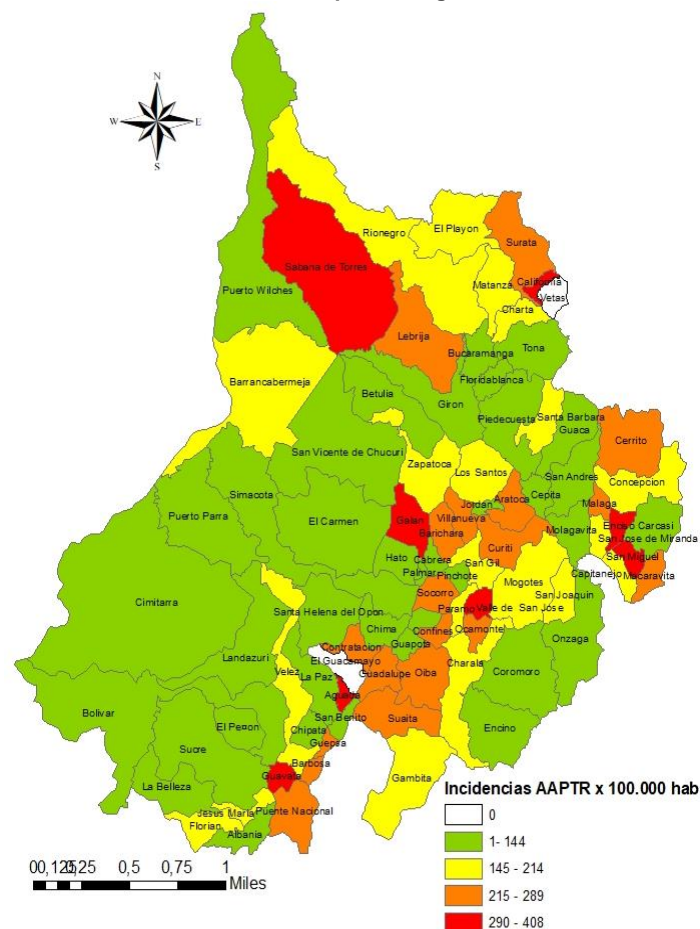 N
W E
S
Rionegro
El Playon
Surata
Sabana de Torres
California
Vetas
Matanza
Puerto Wilches
Charta
Lebrija
Tona
Bucaramanga
Floridablanca
Barrancabermeja
Betulia
Giron
Piedecuesta
Santa Barbara
Guaca
Cerrito
San Vicente de Chucuri
Zapatoca
Los Santos
San Andres
Concepcion
Simacota
Cepita
Malaga
Puerto Parra
El Carmen
Galan
Villanueva
Jordan
Aratoca
Enciso
Carcasi
Barichara
Molagavita
San Jose de Miranda
Curiti
Hato
Cabrera
San Gil
San Miguel
Palmar
Pinchote
Capitanejo
Macaravita
Mogotes
Cimitarra
Socorro
San Joaquin
Santa Helena del Opon
Paramo
Valle de San Jose
Chima
Confines
Ocamonte
Onzaga
Guapota
Contratacion
Landazuri
El Guacamayo
Charala
Velez
La Paz
Guadalupe
Oiba
Coromoro
Aguada
Bolivar
San Benito
El Peñon
Chipata
Suaita
Encino
Sucre
Guepsa
Barbosa
Guavata
Gambita
La Belleza
Jesus Maria
Puente Nacional
Florian
Albania
Incidencias AAPTR x 100.000 hab
0
1- 144
145 - 214
215 - 289
290 - 408
0,5 0,75 1
Miles